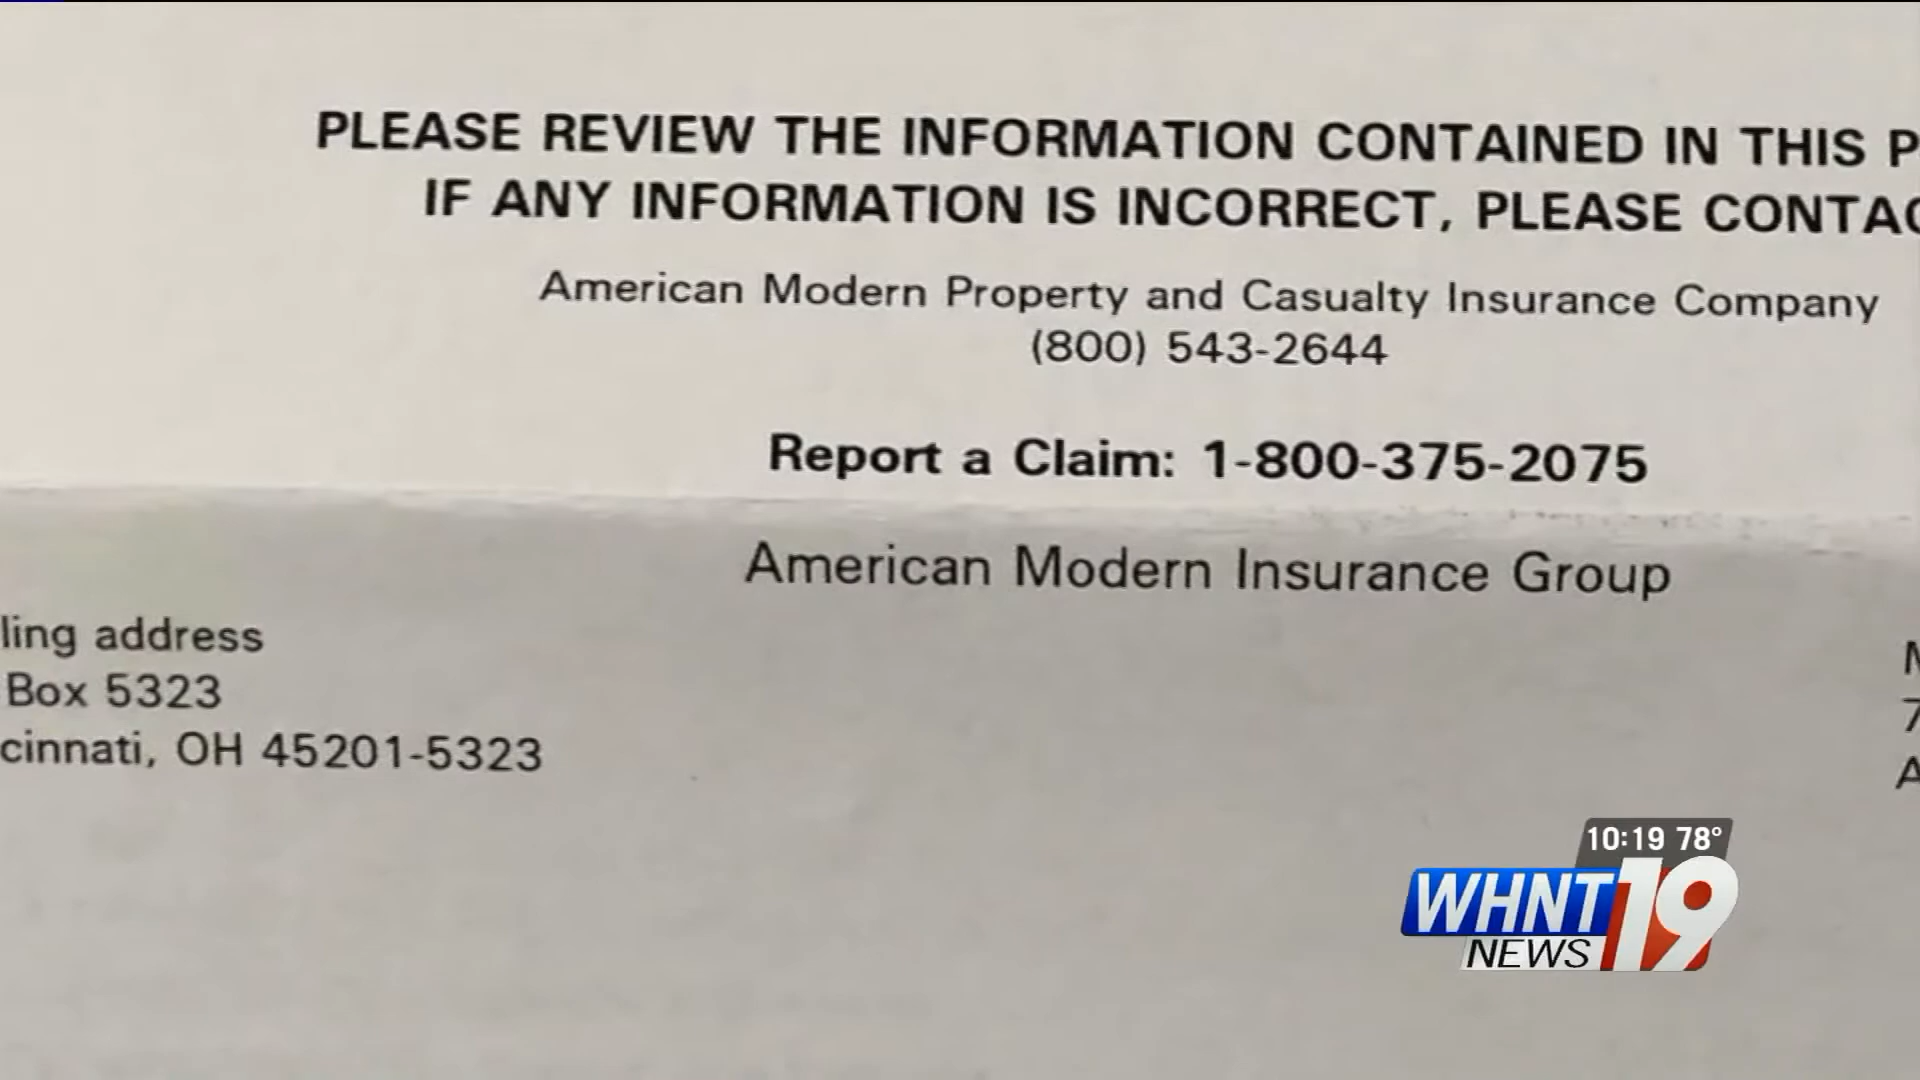 PLEASE REVIEW THE INFORMATION CONTAINED IN THIS P
IF ANY INFORMATION IS INCORRECT, PLEASE CONTAC
American Modern Property and Casualty Insurance Company
(800) 543-2644
Report a Claim: 1-800-375-2075
American Modern Insurance Group
ling address
Box 5323
cinnati, OH 45201-5323
M
7
A
10:19 78°
WHNT 19
NEWS